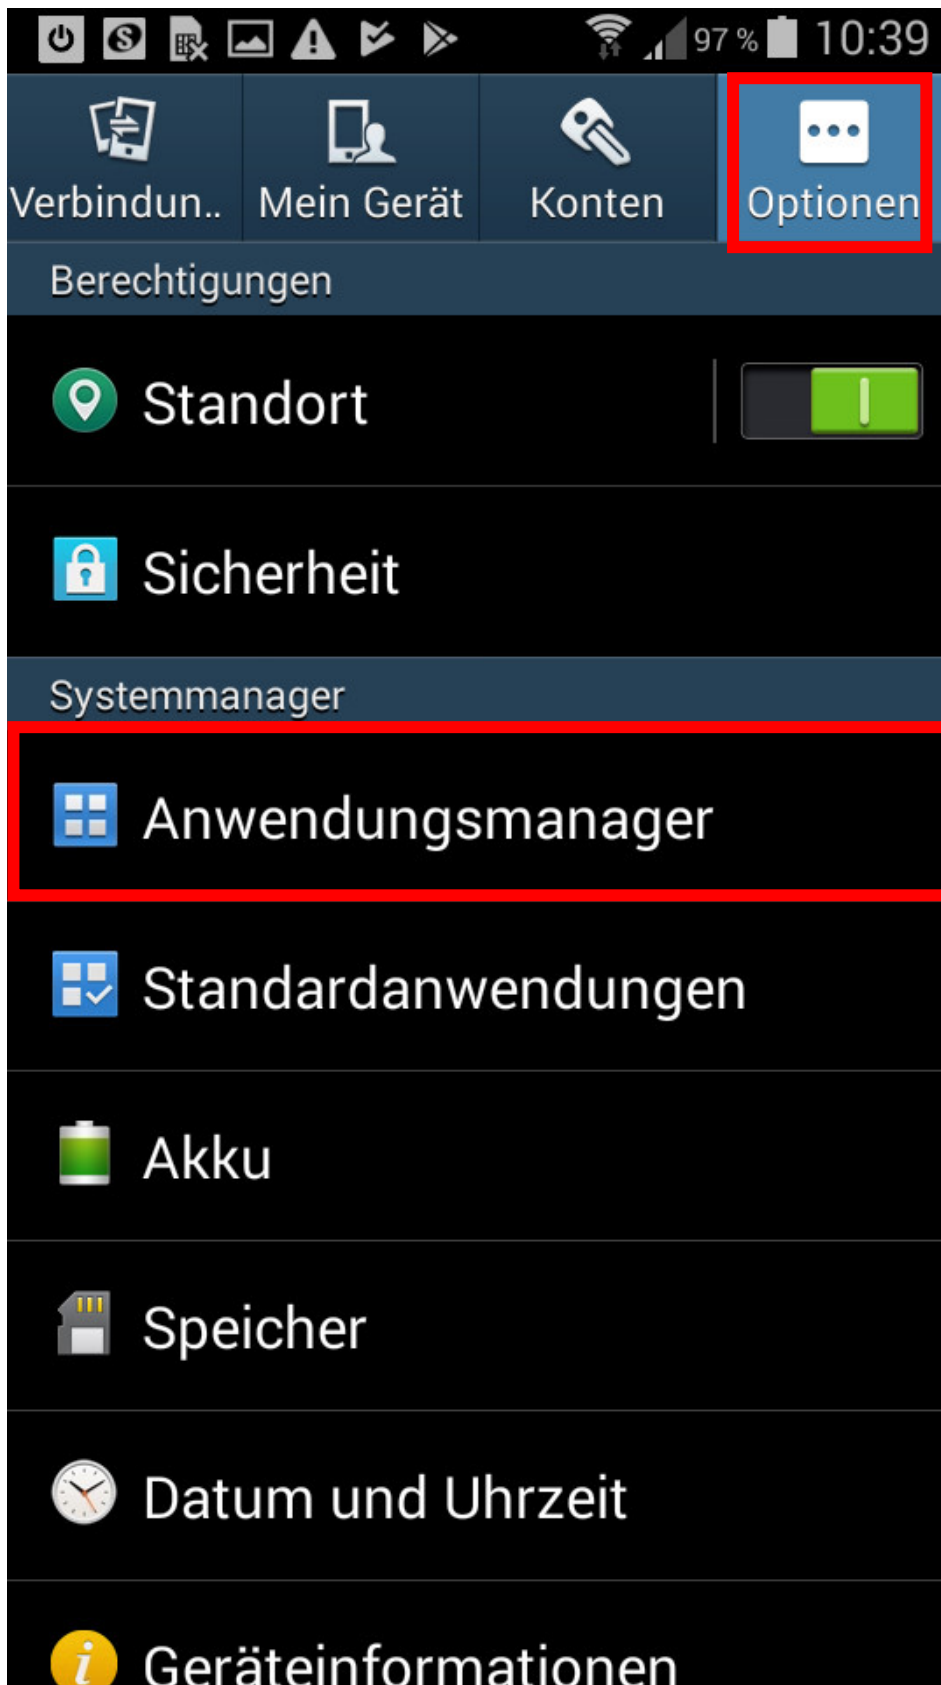 97 % 10:39
Verbindun.. Mein Gerät Konten Optionen
Berechtigungen
Standort
Sicherheit
Systemmanager
Anwendungsmanager
Standardanwendungen
Akku
Speicher
Datum und Uhrzeit
Geräteinformationen